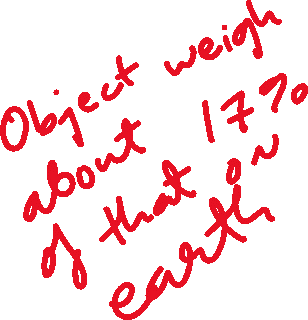 Object weigh
about 17%
of that on
earth